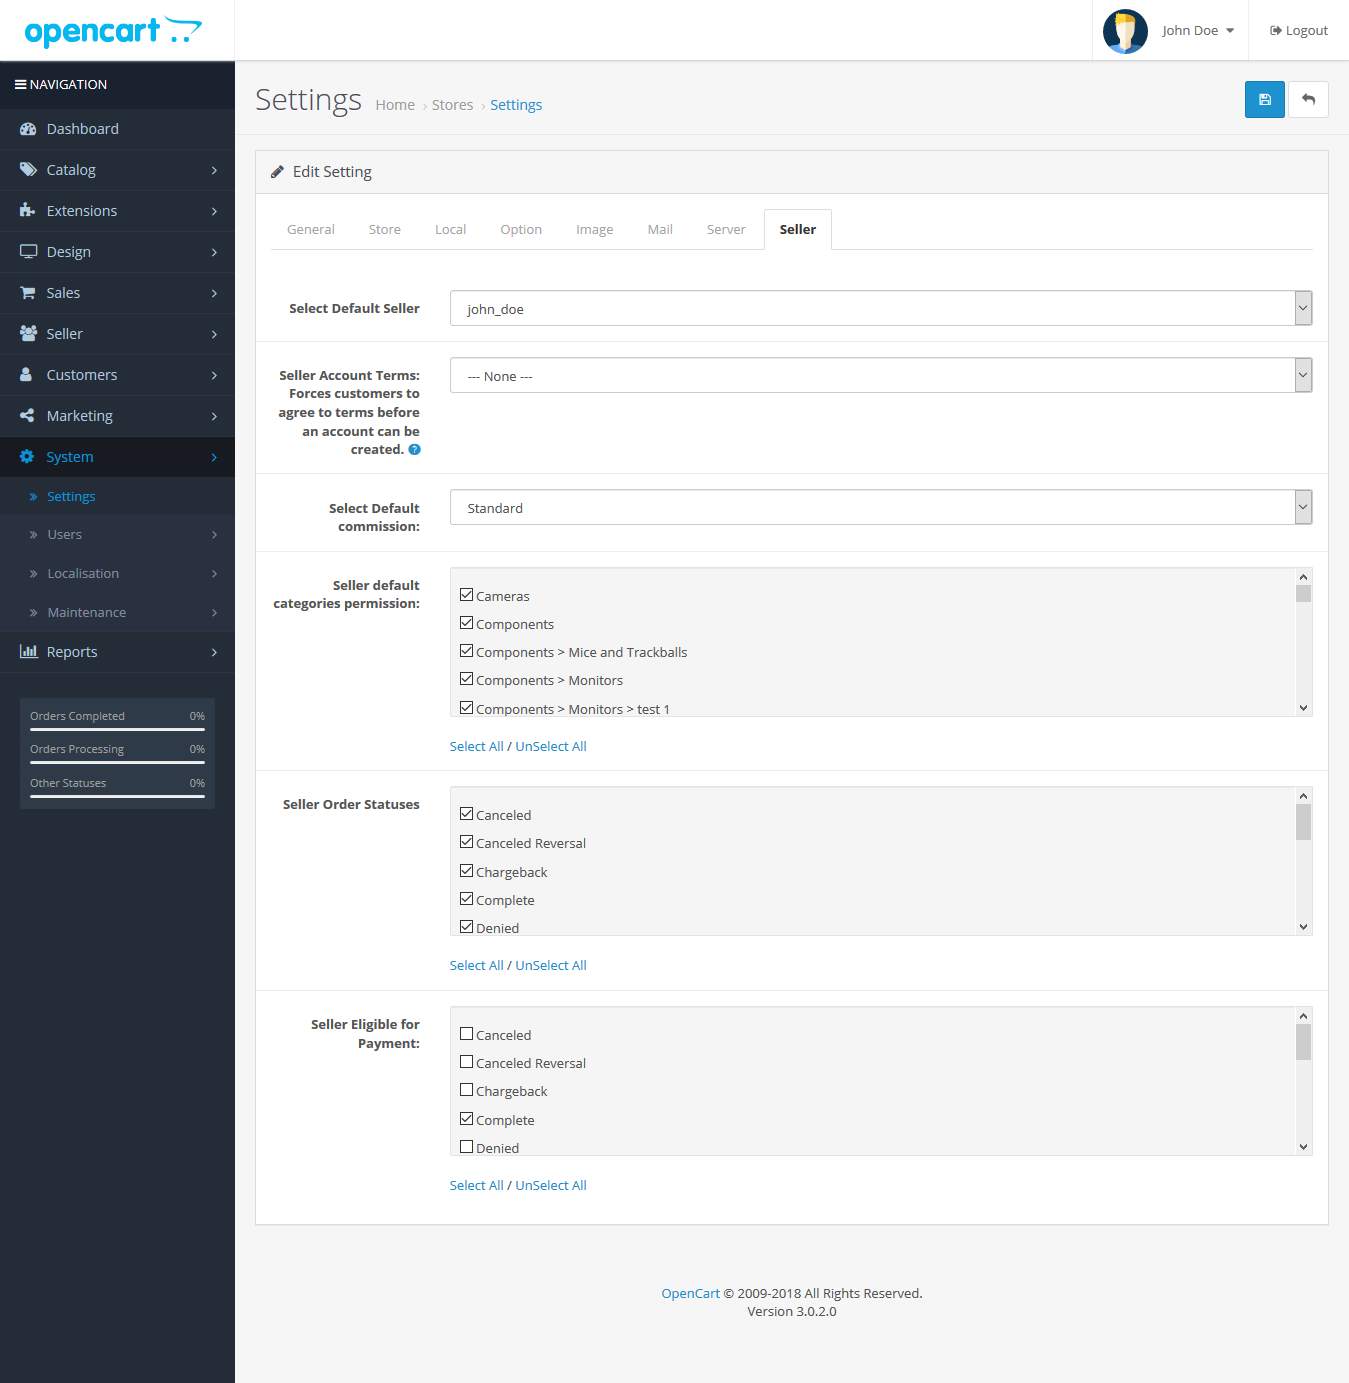 opencart
John Doe
Logout
NAVIGATION
Dashboard
Catalog
Extensions
Design
Sales
Seller
Customers
Marketing
System
Settings
Users
Localisation
Maintenance
Reports
Orders Completed 0%
Orders Processing 0%
Other Statuses 0%
Settings Home › Stores › Settings
Edit Setting
General Store Local Option Image Mail Server Seller
Select Default Seller
john_doe
Seller Account Terms:
Forces customers to
agree to terms before
an account can be
created. ?
--- None ---
Select Default
commission:
Standard
Seller default
categories permission:
Cameras
Components
Components > Mice and Trackballs
Components > Monitors
Components > Monitors > test 1
Select All / UnSelect All
Seller Order Statuses
Canceled
Canceled Reversal
Chargeback
Complete
Denied
Select All / UnSelect All
Seller Eligible for
Payment:
Canceled
Canceled Reversal
Chargeback
Complete
Denied
Select All / UnSelect All
OpenCart © 2009-2018 All Rights Reserved.
Version 3.0.2.0